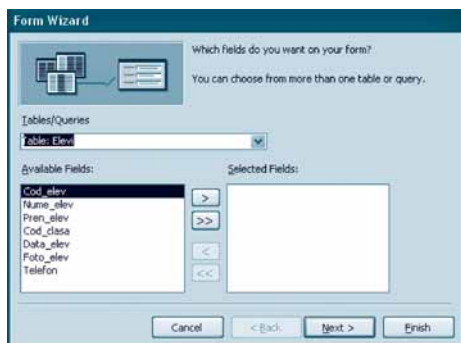 Form Wizard
Which fields do you want on your form?
You can choose from more than one table or query.
Tables/Queries
Table: Elevi
Available Fields:
Selected Fields:
Cod_elev
Nume_elev
Pren_elev
Cod_clasa
Data_elev
Foto_elev
Telefon
>
>>
<
<<
Cancel
< Back
Next >
Finish